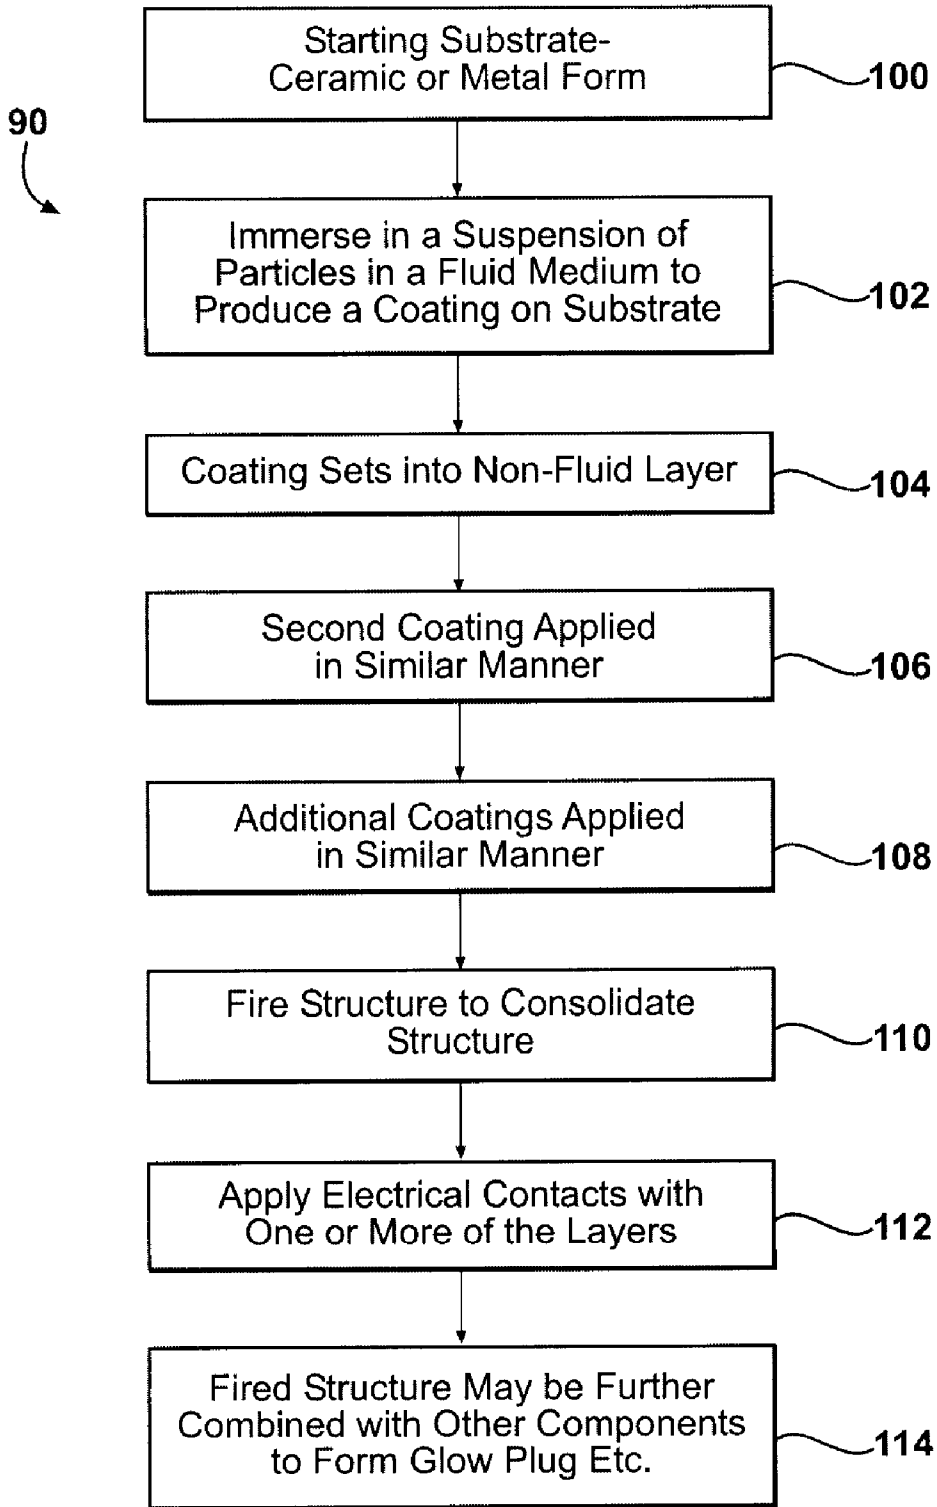 Starting Substrate-
Ceramic or Metal Form
100
90
Immerse in a Suspension of
Particles in a Fluid Medium to
Produce a Coating on Substrate
102
Coating Sets into Non-Fluid Layer
104
Second Coating Applied
in Similar Manner
106
Additional Coatings Applied
in Similar Manner
108
Fire Structure to Consolidate
Structure
110
Apply Electrical Contacts with
One or More of the Layers
112
Fired Structure May be Further
Combined with Other Components
to Form Glow Plug Etc.
114